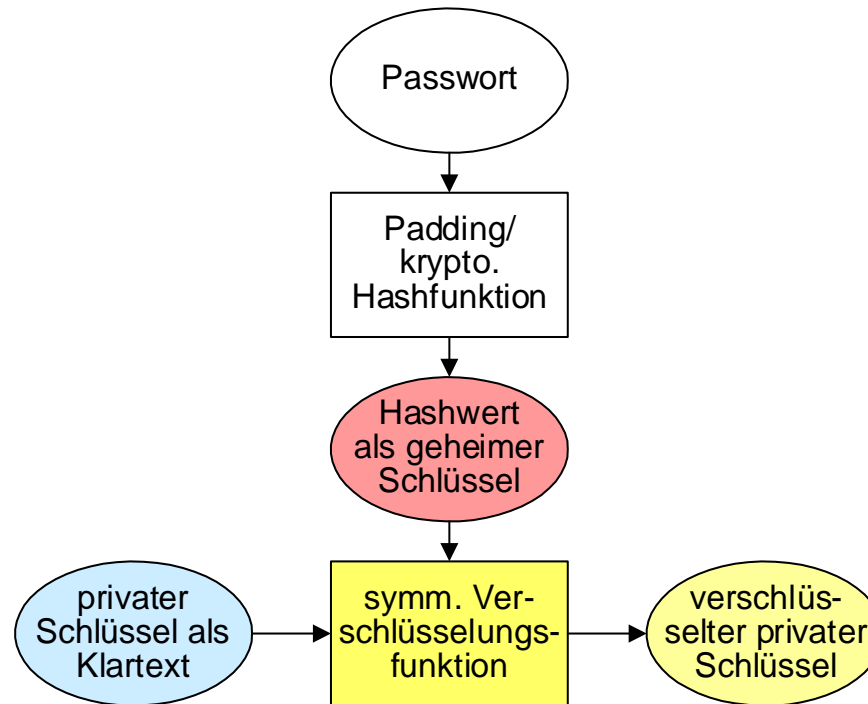 Passwort
Padding/
krypto.
Hashfunktion
Hashwert
als geheimer
Schlüssel
privater
Schlüssel als
Klartext
symm. Ver-
schlüsselungs-
funktion
verschlüs-
selter privater
Schlüssel